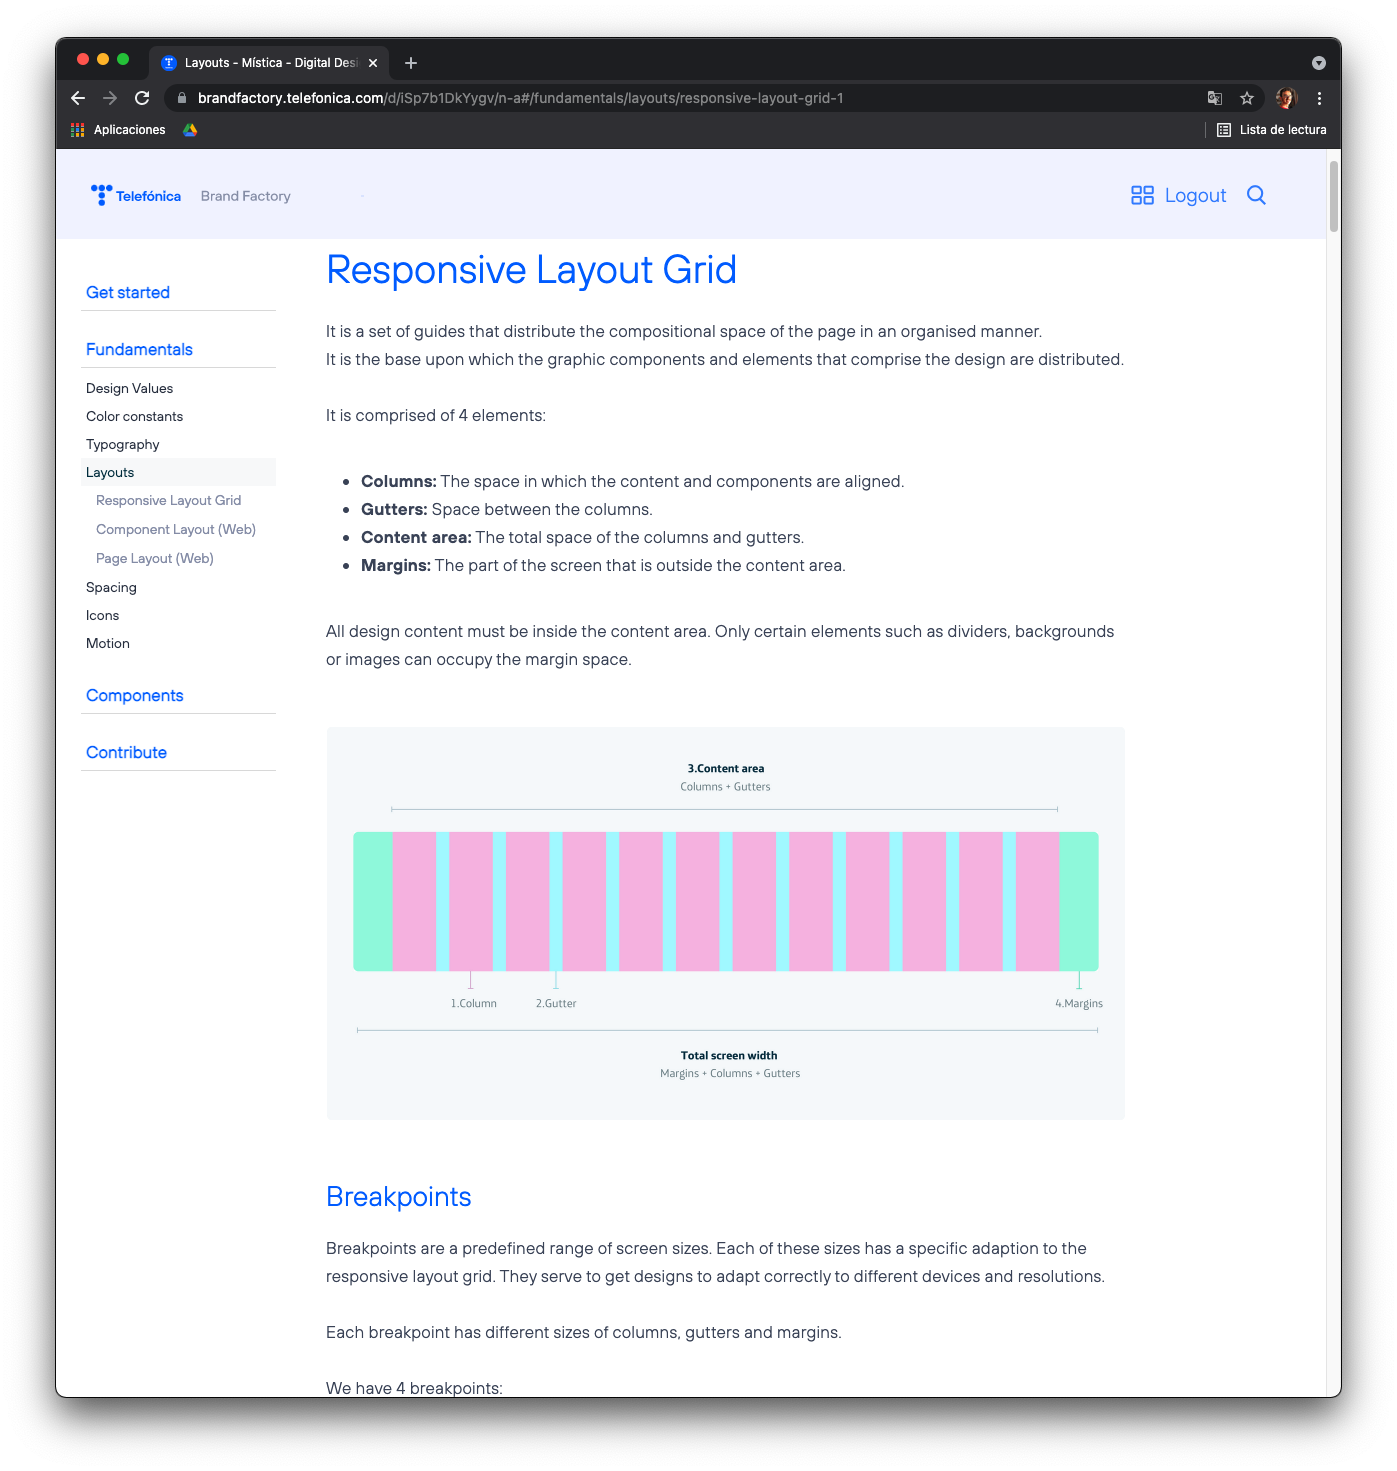 Layouts - Mística - Digital Desi
brandfactory.telefonica.com/d/iSp7b1DkYygv/n-a#/fundamentals/layouts/responsive-layout-grid-1
Aplicaciones
Lista de lectura
Telefónica
Brand Factory
Logout
Get started
Fundamentals
Design Values
Color constants
Typography
Layouts
Responsive Layout Grid
Component Layout (Web)
Page Layout (Web)
Spacing
Icons
Motion
Components
Contribute
Responsive Layout Grid
It is a set of guides that distribute the compositional space of the page in an organised manner.
It is the base upon which the graphic components and elements that comprise the design are distributed.
It is comprised of 4 elements:
• Columns: The space in which the content and components are aligned.
• Gutters: Space between the columns.
• Content area: The total space of the columns and gutters.
• Margins: The part of the screen that is outside the content area.
All design content must be inside the content area. Only certain elements such as dividers, backgrounds
or images can occupy the margin space.
3.Content area
Columns + Gutters
1.Column
2.Gutter
4.Margins
Total screen width
Margins + Columns + Gutters
Breakpoints
Breakpoints are a predefined range of screen sizes. Each of these sizes has a specific adaption to the
responsive layout grid. They serve to get designs to adapt correctly to different devices and resolutions.
Each breakpoint has different sizes of columns, gutters and margins.
We have 4 breakpoints: